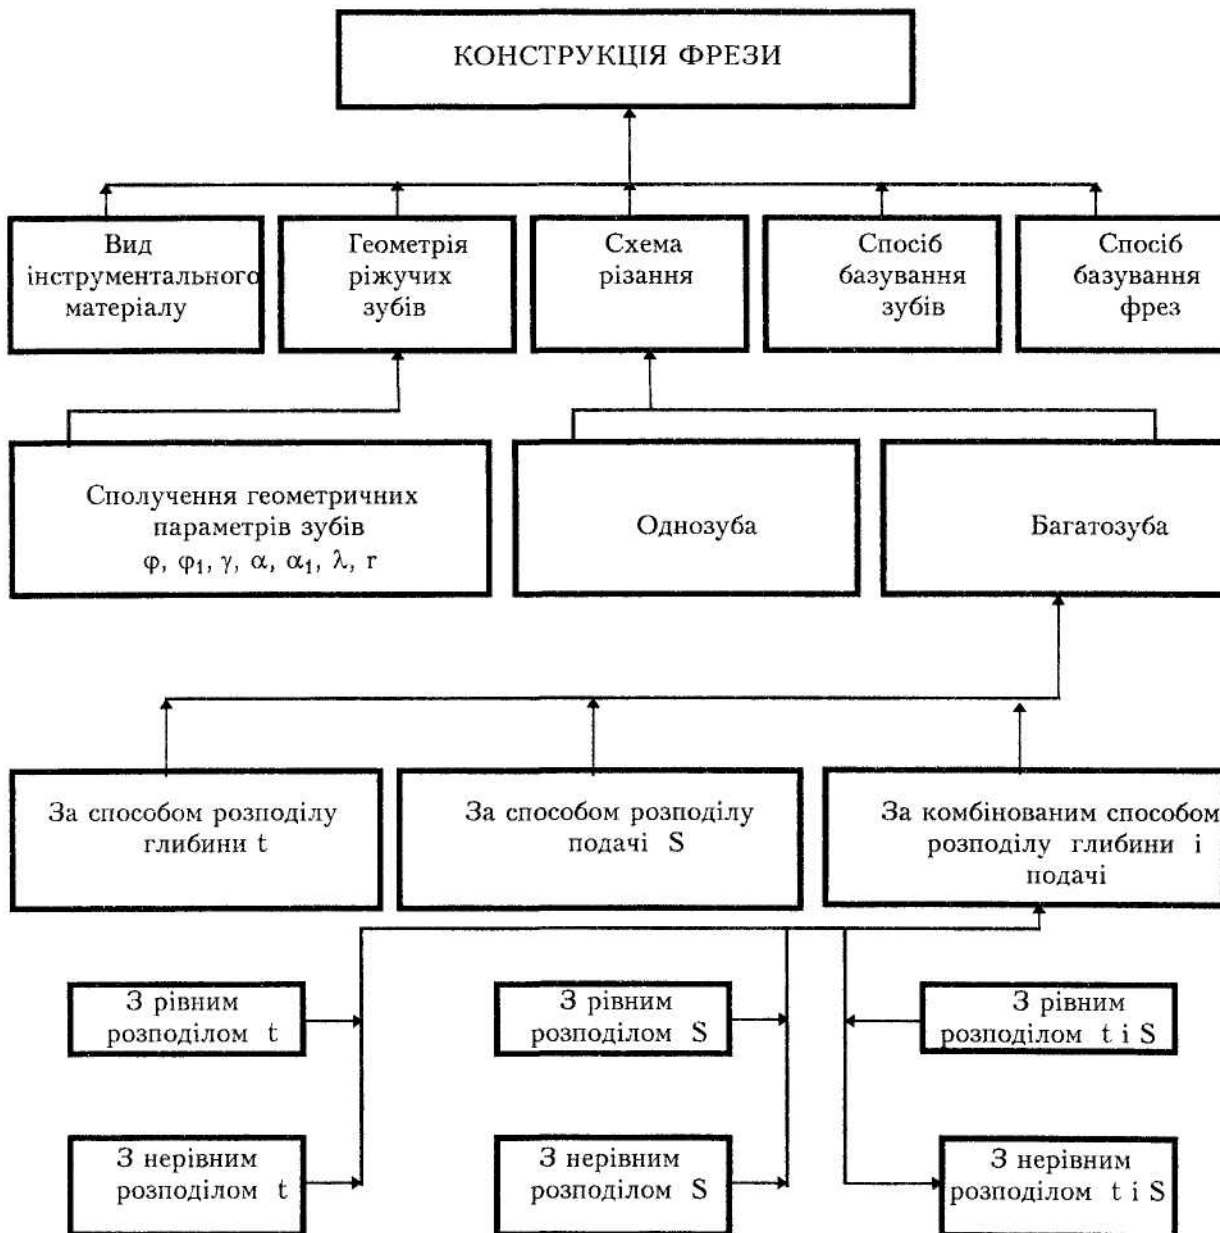 КОНСТРУКЦІЯ ФРЕЗИ
Вид
інструментального
матеріалу
Геометрія
ріжучих
зубів
Схема
різання
Спосіб
базування
зубів
Спосіб
базування
фрез
Сполучення геометричних
параметрів зубів
φ, φ₁, γ, α, α₁, λ, r
Однозуба
Багатозуба
За способом розподілу
глибини t
За способом розподілу
подачі S
За комбінованим способом
розподілу глибини і
подачі
З рівним
розподілом t
З рівним
розподілом S
З рівним
розподілом t i S
З нерівним
розподілом t
З нерівним
розподілом S
З нерівним
розподілом t i S